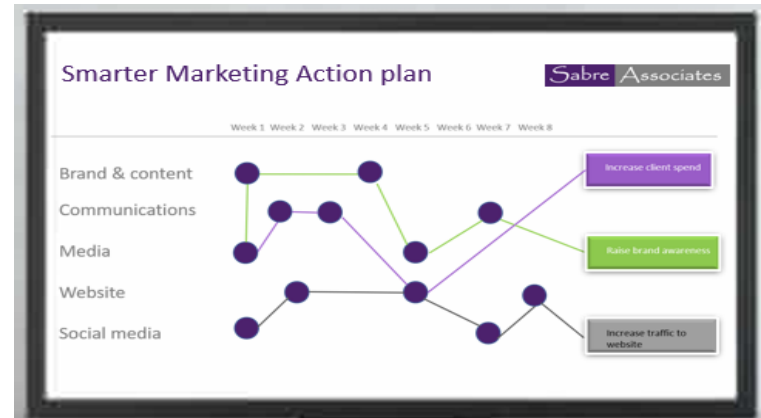 Smarter Marketing Action plan
Sabre Associates
Week 1 Week 2 Week 3 Week 4 Week 5 Week 6 Week 7 Week 8
Brand & content
Increase client spend
Communications
Media
Raise brand awareness
Website
Social media
Increase traffic to
website